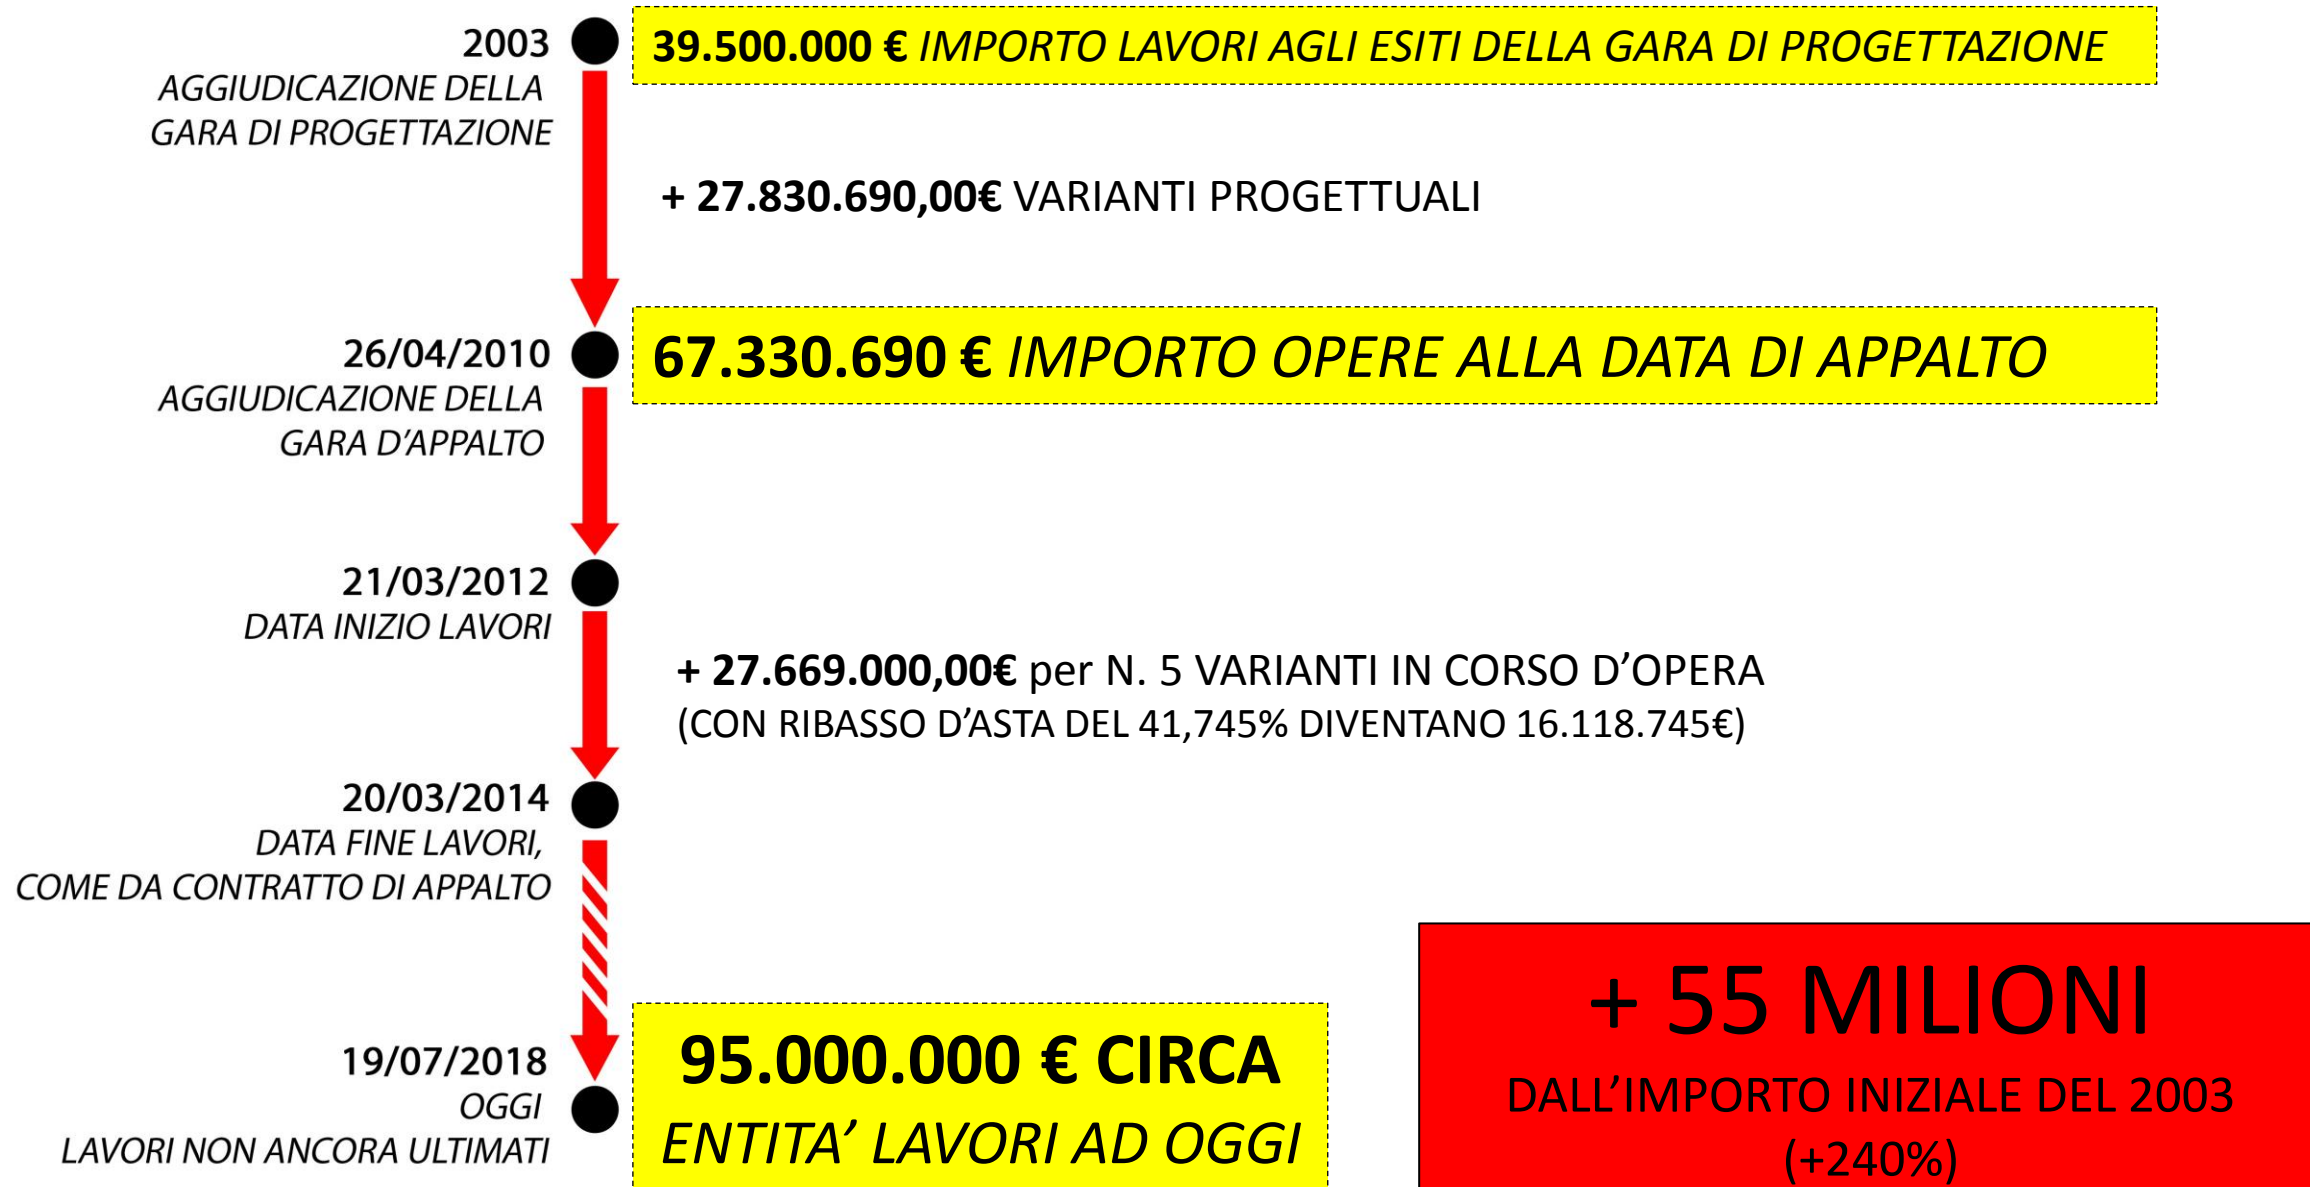 2003
AGGIUDICAZIONE DELLA
GARA DI PROGETTAZIONE
39.500.000 € IMPORTO LAVORI AGLI ESITI DELLA GARA DI PROGETTAZIONE
+ 27.830.690,00€ VARIANTI PROGETTUALI
26/04/2010
AGGIUDICAZIONE DELLA
GARA D'APPALTO
67.330.690 € IMPORTO OPERE ALLA DATA DI APPALTO
21/03/2012
DATA INIZIO LAVORI
+ 27.669.000,00€ per N. 5 VARIANTI IN CORSO D'OPERA
(CON RIBASSO D'ASTA DEL 41,745% DIVENTANO 16.118.745€)
20/03/2014
DATA FINE LAVORI,
COME DA CONTRATTO DI APPALTO
19/07/2018
OGGI
LAVORI NON ANCORA ULTIMATI
95.000.000 € CIRCA
ENTITA' LAVORI AD OGGI
+ 55 MILIONI
DALL'IMPORTO INIZIALE DEL 2003
(+240%)